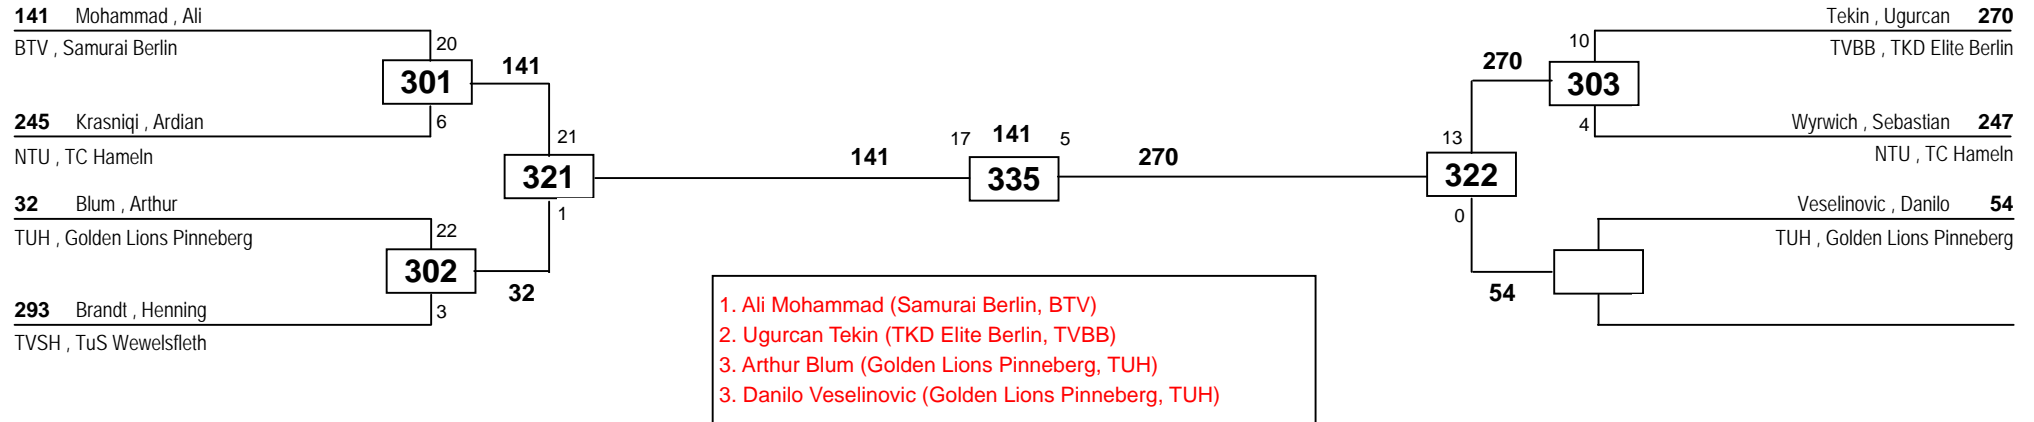 141 Mohammad , Ali
BTV , Samurai Berlin
20
301
141
245 Krasniqi , Ardian
6
NTU , TC Hameln
21
321
141
32 Blum , Arthur
1
TUH , Golden Lions Pinneberg
22
302
32
293 Brandt , Henning
3
TVSH , TuS Wewelsfleth
17 141 5
335
270
Tekin , Ugurcan 270
10
TVBB , TKD Elite Berlin
270
303
4
Wyrwich , Sebastian 247
NTU , TC Hameln
13
322
0
Veselinovic , Danilo 54
TUH , Golden Lions Pinneberg
54
1. Ali Mohammad (Samurai Berlin, BTV)
2. Ugurcan Tekin (TKD Elite Berlin, TVBB)
3. Arthur Blum (Golden Lions Pinneberg, TUH)
3. Danilo Veselinovic (Golden Lions Pinneberg, TUH)